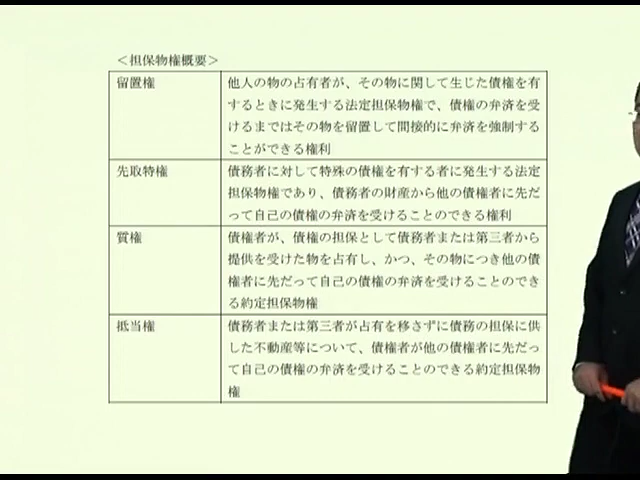 ＜担保物権概要＞
留置権
他人の物の占有者が、その物に関して生じた債権を有
するときに発生する法定担保物権で、債権の弁済を受
けるまではその物を留置して間接的に弁済を強制する
ことができる権利
先取特権
債務者に対して特殊の債権を有する者に発生する法定
担保物権であり、債務者の財産から他の債権者に先だ
って自己の債権の弁済を受けることのできる権利
質権
債権者が、債権の担保として債務者または第三者から
提供を受けた物を占有し、かつ、その物につき他の債
権者に先だって自己の債権の弁済を受けることのでき
る約定担保物権
抵当権
債務者または第三者が占有を移さずに債務の担保に供
した不動産等について、債権者が他の債権者に先だっ
て自己の債権の弁済を受けることのできる約定担保物
権